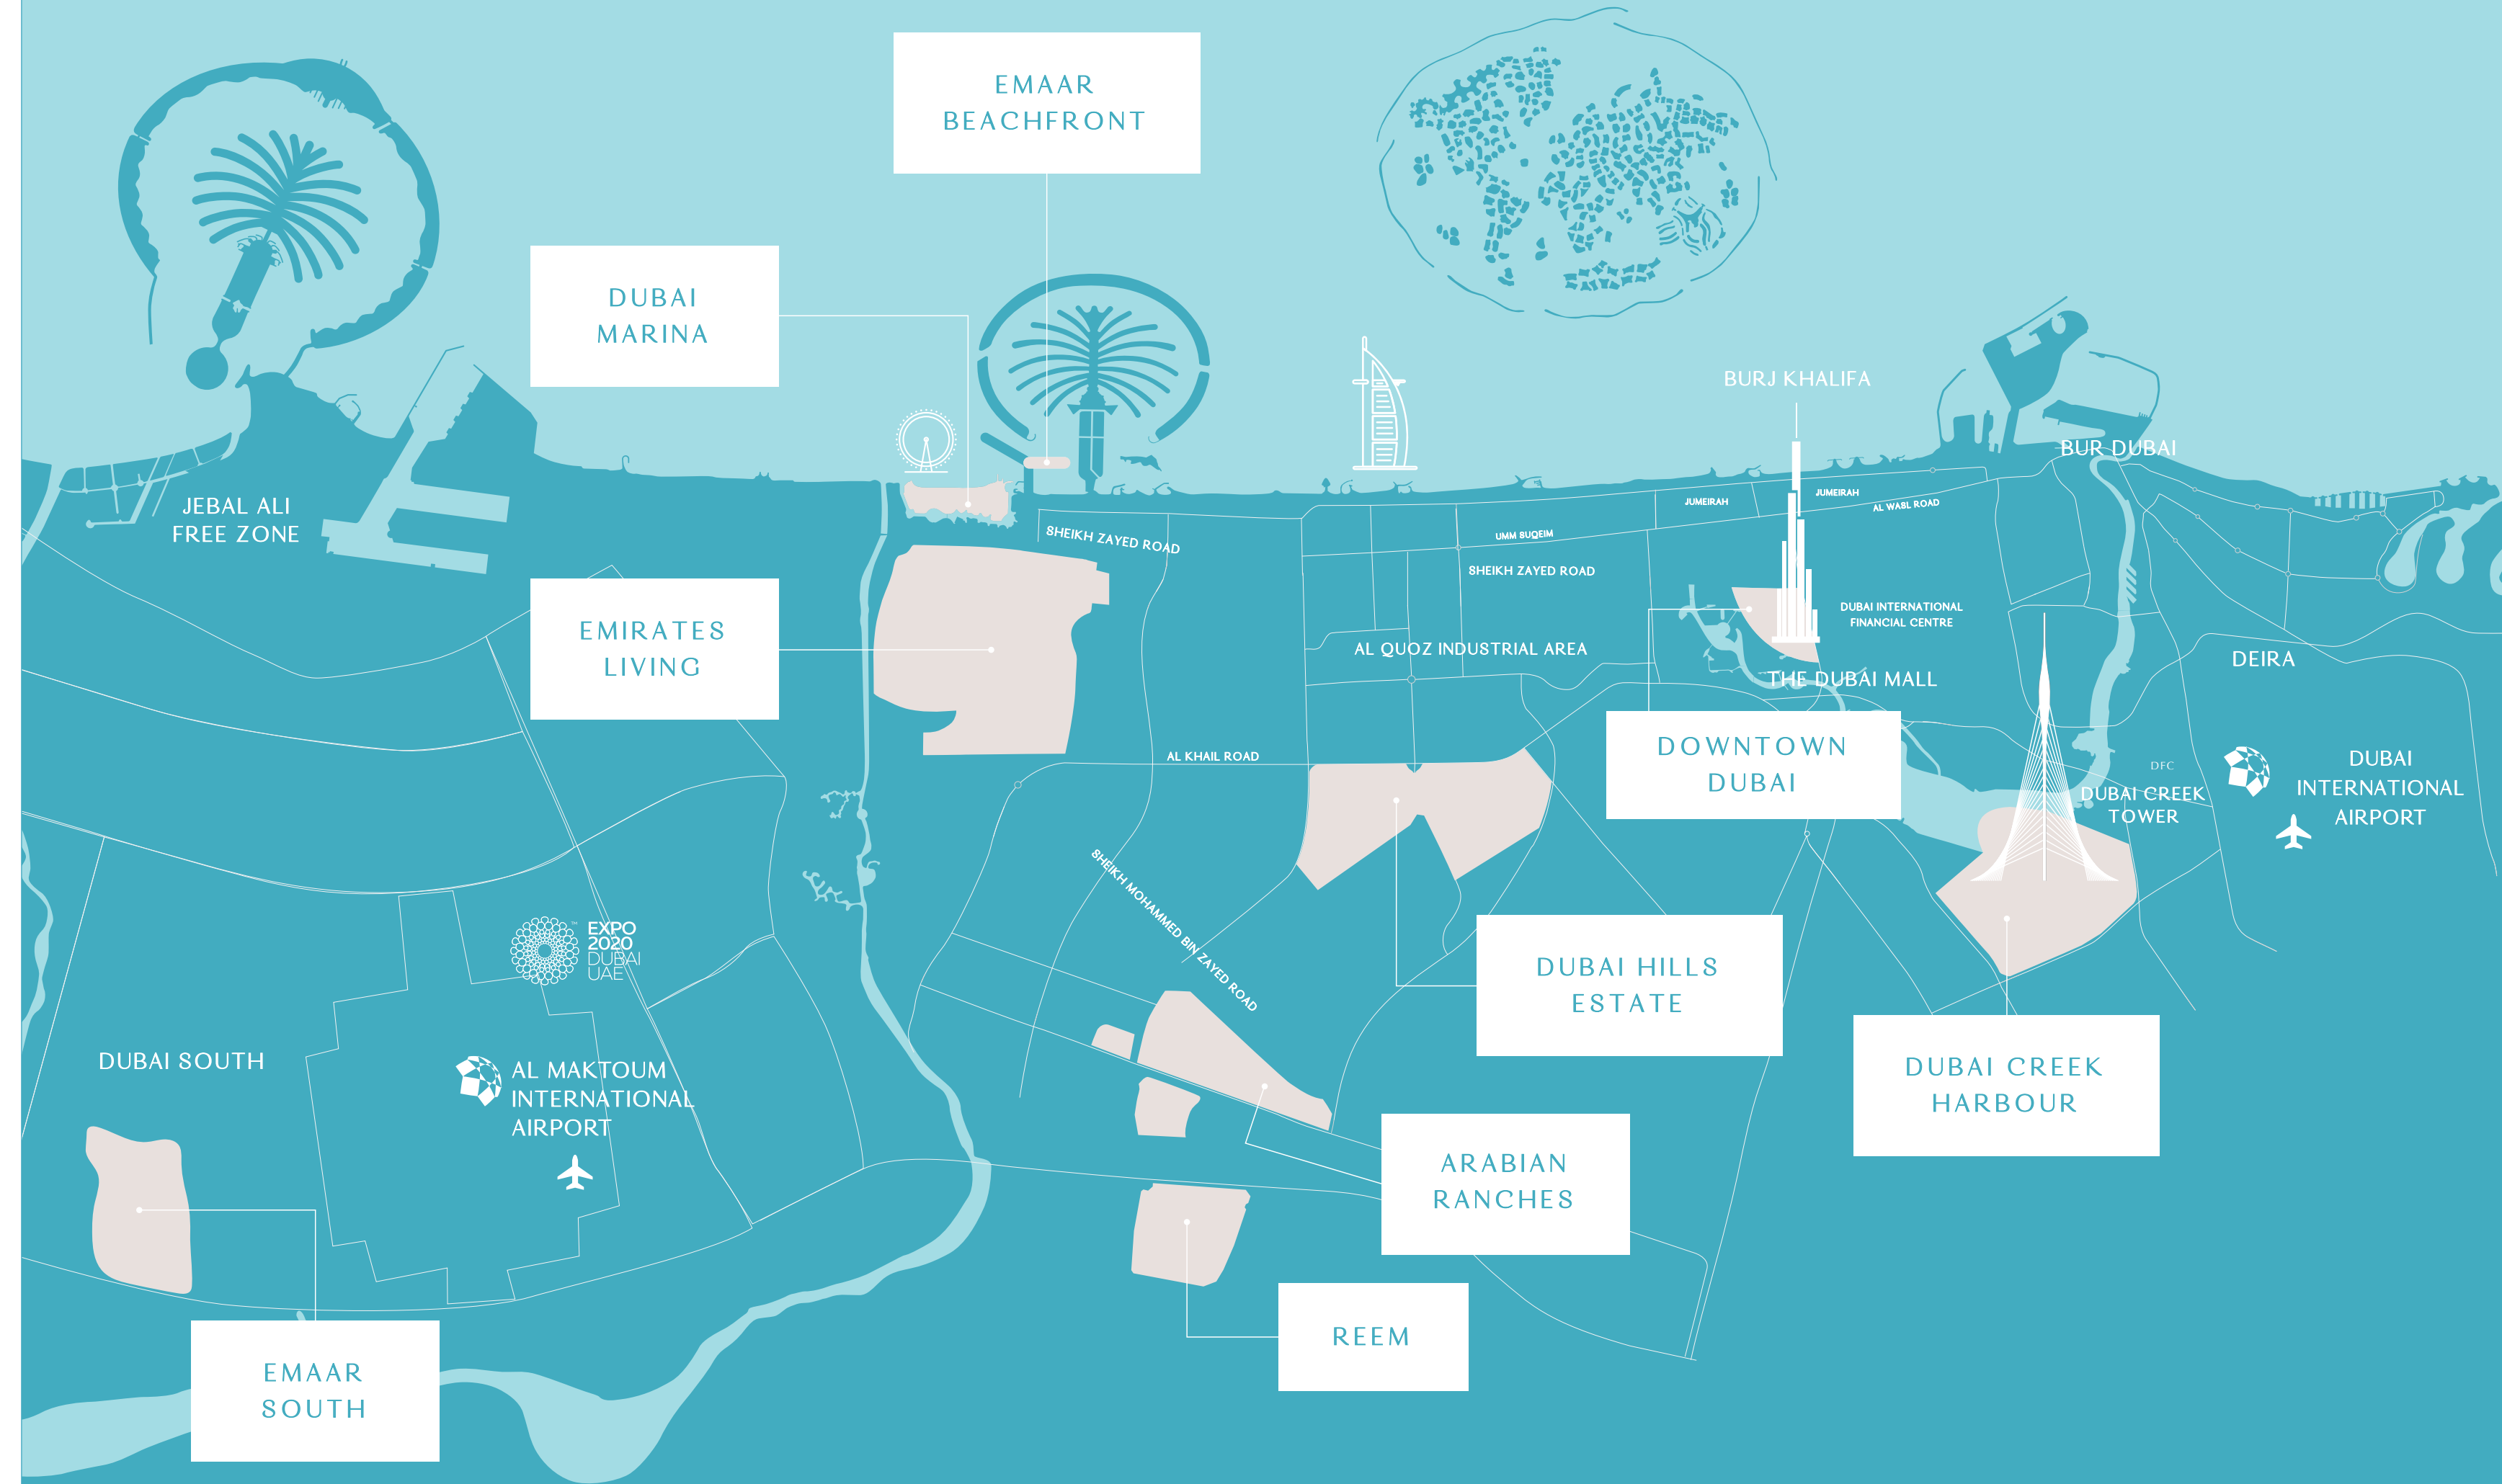 EMAAR
BEACHFRONT
DUBAI
MARINA
BURJ KHALIFA
BUR DUBAI
JEBAL ALI
FREE ZONE
SHEIKH ZAYED ROAD
UMM SUQEIM
SHEIKH ZAYED ROAD
JUMEIRAH
JUMEIRAH
AL WASL ROAD
EMIRATES
LIVING
DUBAI INTERNATIONAL
FINANCIAL CENTRE
AL QUOZ INDUSTRIAL AREA
THE DUBAI MALL
DEIRA
DOWNTOWN
DUBAI
AL KHAIL ROAD
DFC
DUBAI CREEK
TOWER
DUBAI
INTERNATIONAL
AIRPORT
SHEIKH MOHAMMED BIN ZAYED ROAD
EXPO
2020
DUBAI
UAE
™
DUBAI HILLS
ESTATE
DUBAI SOUTH
AL MAKTOUM
INTERNATIONAL
AIRPORT
DUBAI CREEK
HARBOUR
ARABIAN
RANCHES
REEM
EMAAR
SOUTH